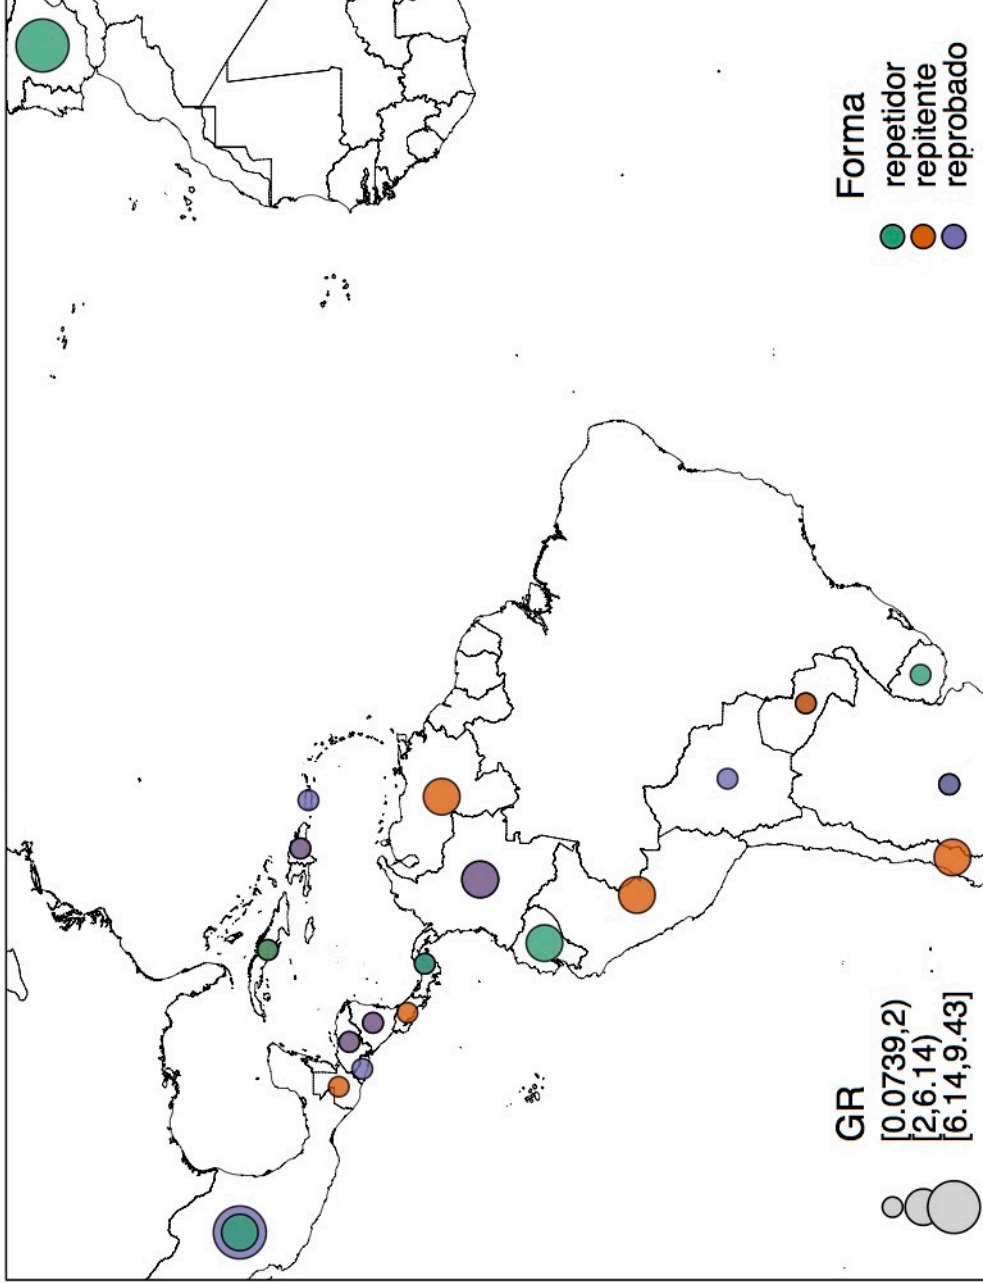 GR
[0.0739,2)
[2,6.14)
[6.14,9.43]
Forma
repetidor
repitente
reprobado